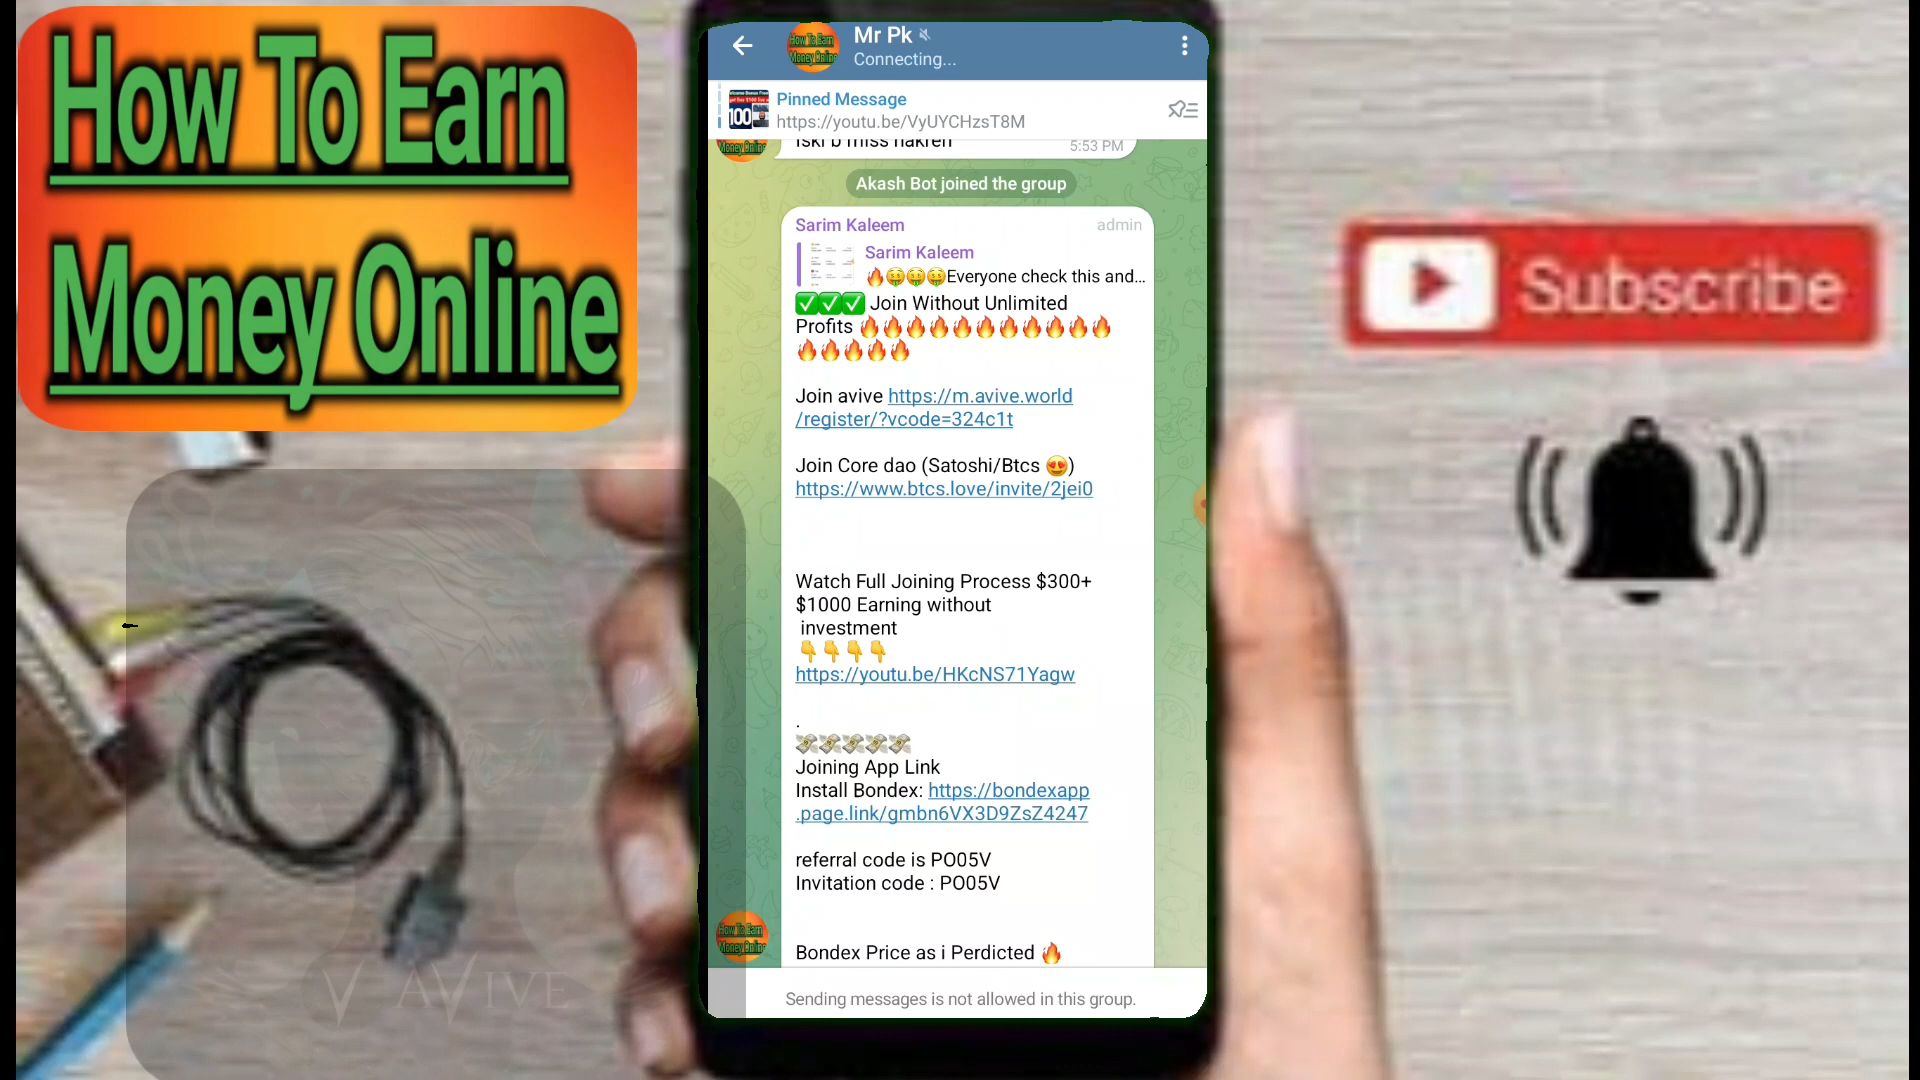 How To Earn
Money Online
Mr Pk
Connecting...
Pinned Message
https://youtu.be/VyUYCHzsT8M
Iski b miss nakren
5:53 PM
Akash Bot joined the group
Sarim Kaleem
admin
Sarim Kaleem
🔥🤑🤑🤑Everyone check this and...
✅✅✅ Join Without Unlimited
Profits 🔥🔥🔥🔥🔥🔥🔥🔥🔥🔥🔥
🔥🔥🔥🔥🔥
Join avive https://m.avive.world
/register/?vcode=324c1t
Join Core dao (Satoshi/Btcs 😍)
https://www.btcs.love/invite/2jei0
Watch Full Joining Process $300+
$1000 Earning without
investment
👇👇👇👇
https://youtu.be/HKcNS71Yagw
.
💸💸💸💸💸
Joining App Link
Install Bondex: https://bondexapp
.page.link/gmbn6VX3D9ZsZ4247
referral code is PO05V
Invitation code : PO05V
Bondex Price as i Perdicted 🔥
Sending messages is not allowed in this group.
Subscribe
AVIVE